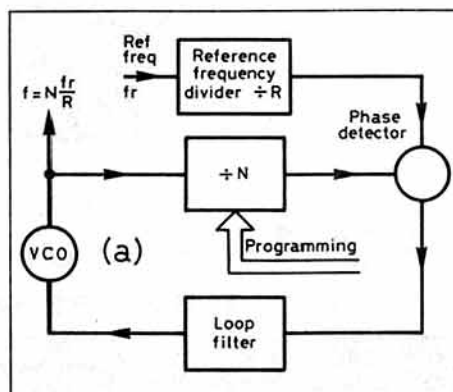 Ref
freq
fr
Reference
frequency
divider ÷R
f=N fr/R
Phase
detector
÷N
VCO
(a)
Programming
Loop
filter